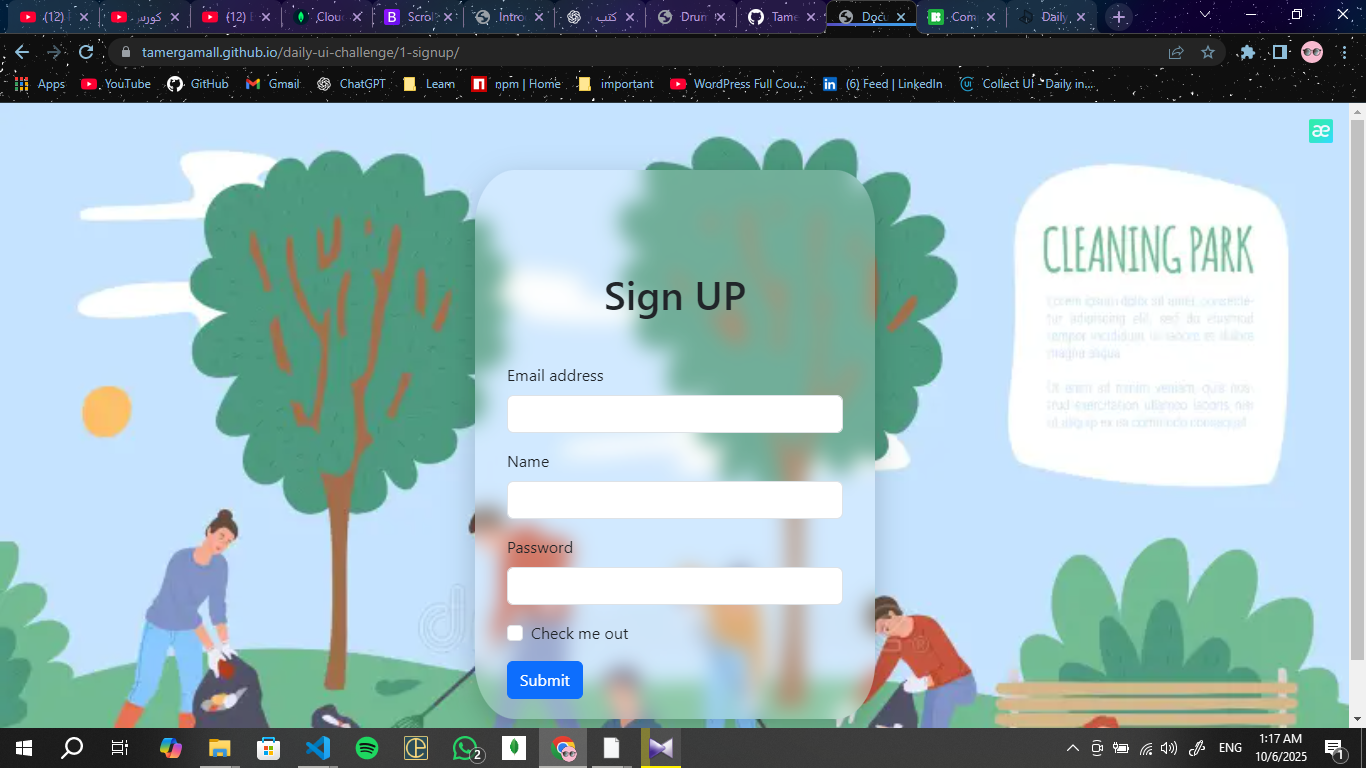 (12)
كورس
(12)
Clou
Scro
Intro
كتب
Drun
Tame
Docu
Com
Daily
tamergamall.github.io/daily-ui-challenge/1-signup/
Apps
YouTube
GitHub
Gmail
ChatGPT
Learn
npm | Home
important
WordPress Full Cou...
(6) Feed | LinkedIn
Collect UI - Daily in...
æ
CLEANING PARK
Sign UP
Email address
Name
Password
Check me out
Submit
2
ENG
1:17 AM
10/6/2025
1